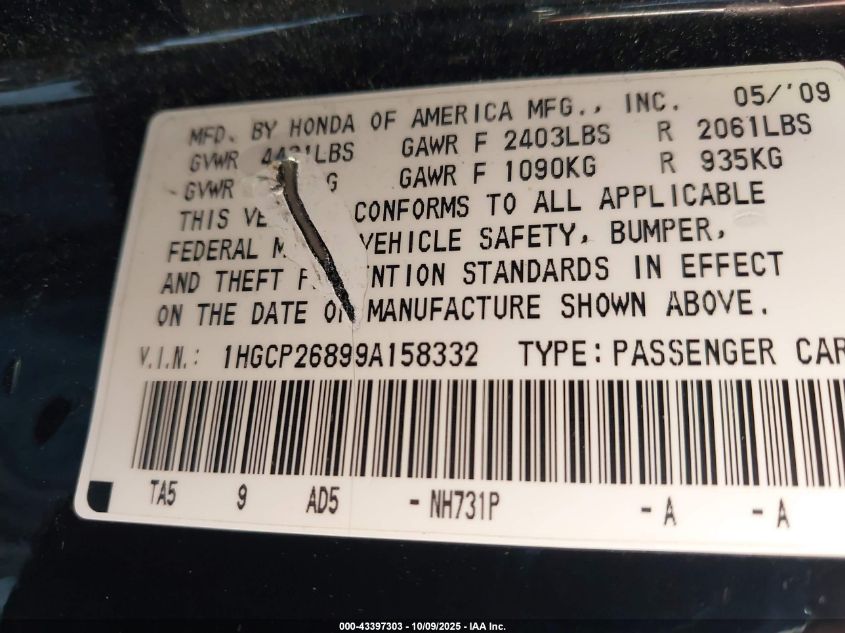 MFD. BY HONDA OF AMERICA MFG., INC. 05/'09
GVWR LBS GAWR F 2403LBS R 2061LBS
GVWR GAWR F 1090KG R 935KG
THIS CONFORMS TO ALL APPLICABLE
FEDERAL VEHICLE SAFETY, BUMPER,
AND THEFT STANDARDS IN EFFECT
ON THE DATE OF MANUFACTURE SHOWN ABOVE.
V.I.N.: 1HGCP26899A158332 TYPE: PASSENGER CAR
TA5 9 AD5 - NH731P - A - A
000-43397303 - 10/09/2025 - IAA Inc.